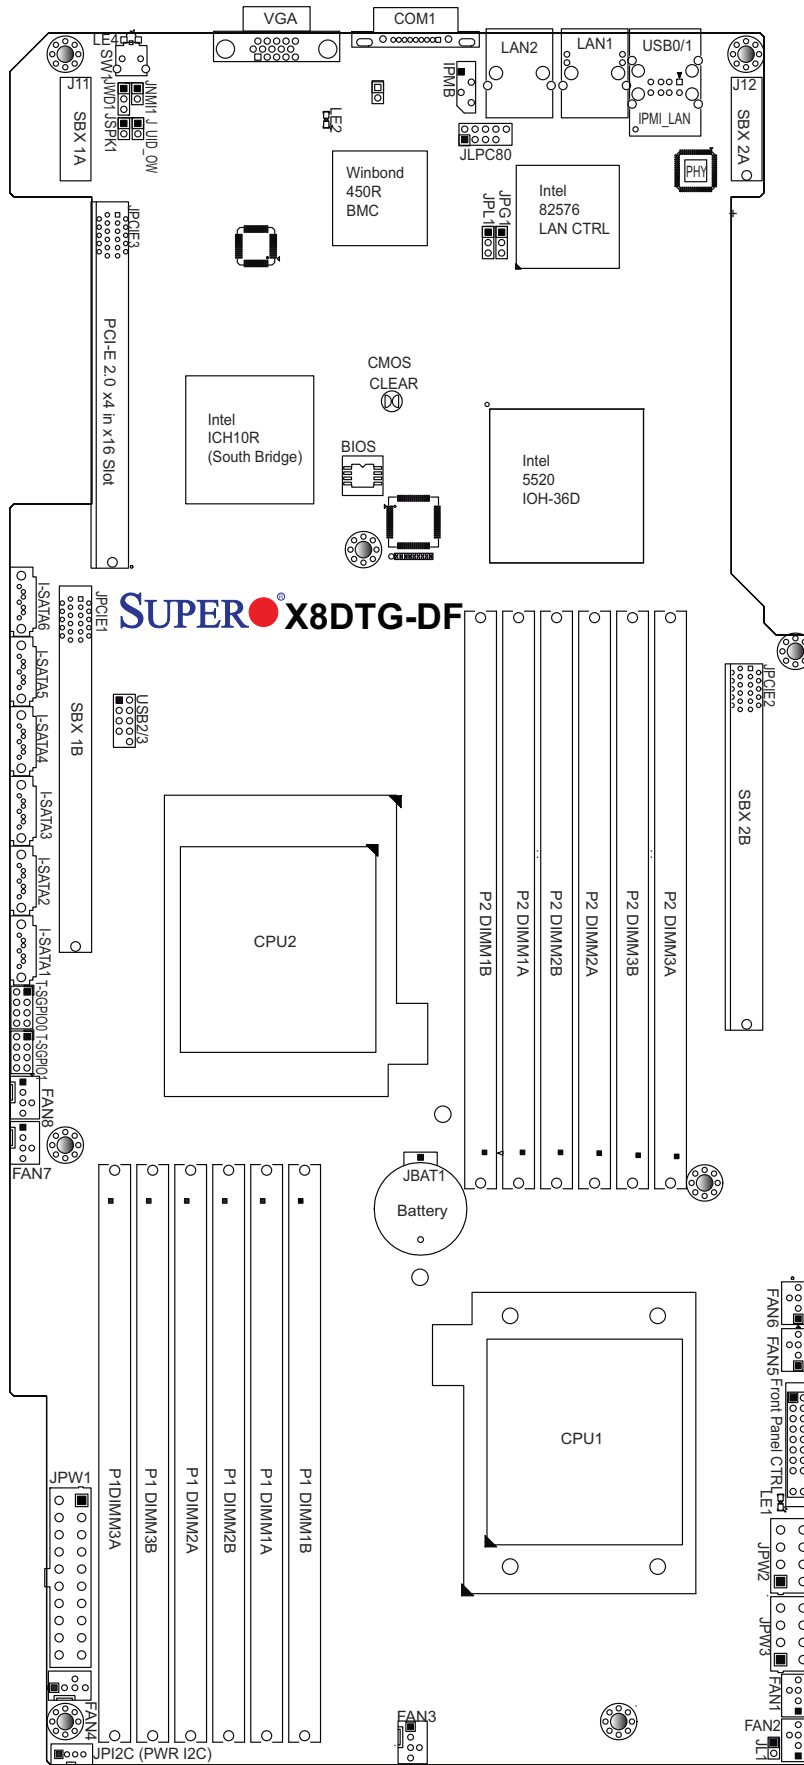 VGA
COM1
LE4
SW1
JWD1
JNMI1
JSPK1
J_UID_OW
J11
SBX 1A
LE2
IPMB
LAN2
LAN1
USB0/1
IPMI_LAN
J12
SBX 2A
JLPC80
PHY
Winbond
450R
BMC
JPL1
JPG1
Intel
82576
LAN CTRL
JPCIE3
PCI-E 2.0 x4 in x16 Slot
CMOS
CLEAR
Intel
ICH10R
(South Bridge)
BIOS
Intel
5520
IOH-36D
SUPER ® X8DTG-DF
I-SATA6
I-SATA5
I-SATA4
I-SATA3
I-SATA2
I-SATA1
JPCIE1
SBX 1B
USB2/3
JPCIE2
SBX 2B
CPU2
P2 DIMM1B
P2 DIMM1A
P2 DIMM2B
P2 DIMM2A
P2 DIMM3B
P2 DIMM3A
T-SGPIO0
T-SGPIO1
FAN8
FAN7
JBAT1
Battery
FAN6
FAN5
Front Panel CTRL
LE1
CPU1
JPW1
P1DIMM3A
P1 DIMM3B
P1 DIMM2A
P1 DIMM2B
P1 DIMM1A
P1 DIMM1B
JPW2
JPW3
FAN1
FAN2
JL1
FAN4
FAN3
JPI2C (PWR I2C)